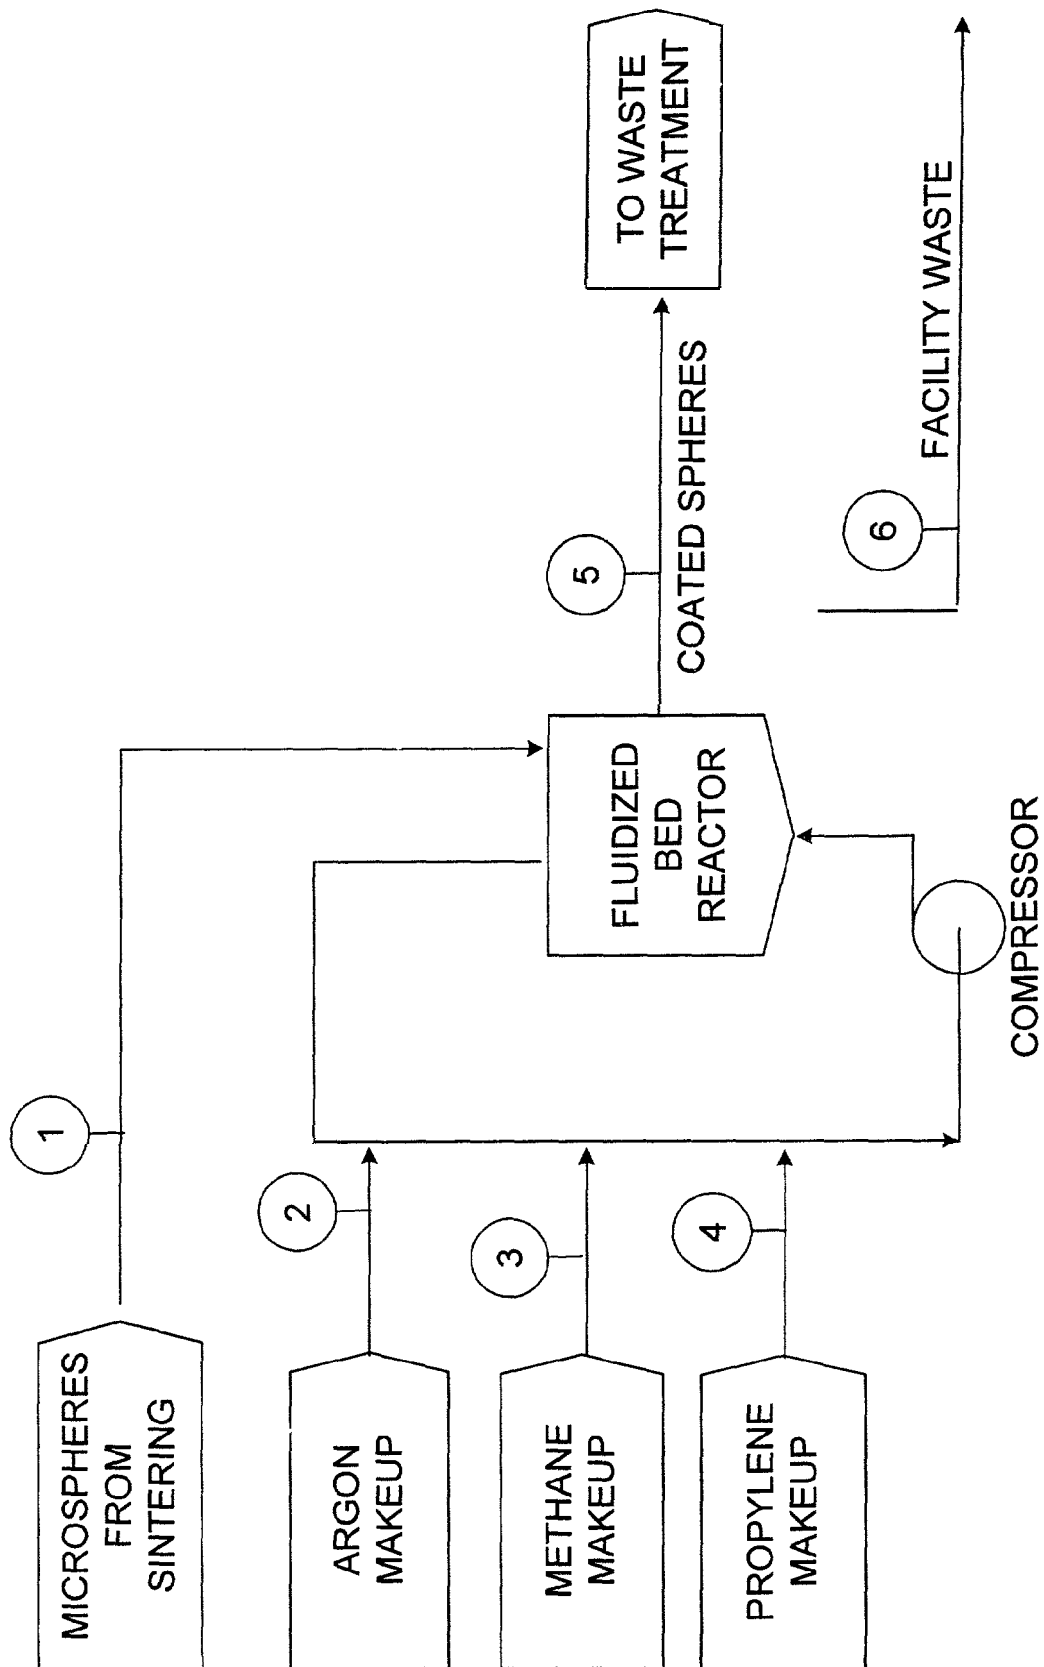 MICROSPHERES
FROM
SINTERING
1
ARGON
MAKEUP
2
METHANE
MAKEUP
3
PROPYLENE
MAKEUP
4
FLUIDIZED
BED
REACTOR
COMPRESSOR
5
COATED SPHERES
TO WASTE
TREATMENT
6
FACILITY WASTE